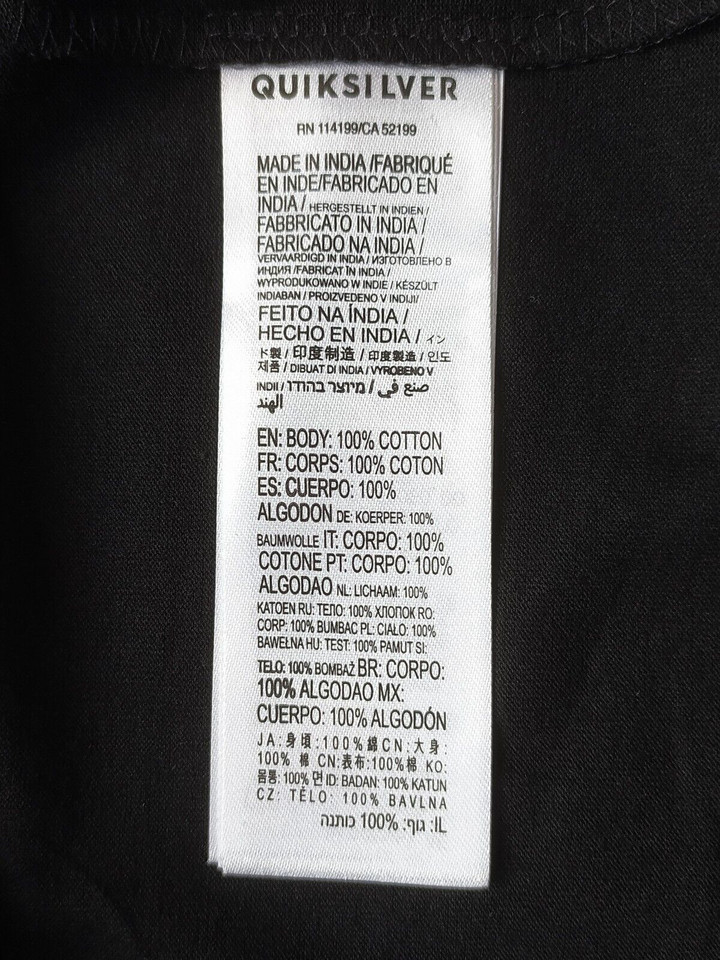 QUIKSILVER
RN 114199/CA 52199
MADE IN INDIA /FABRIQUÉ
EN INDE/FABRICADO EN
INDIA / HERGESTELLT IN INDIEN /
FABBRICATO IN INDIA /
FABRICADO NA INDIA /
VERVAARDIGD IN INDIA / ИЗГОТОВЛЕНО В
ИНДИЯ /FABRICAT ÎN INDIA /
WYPRODUKOWANO W INDIE / KÉSZÜLT
INDIABAN / PROIZVEDENO V INDIJI/
FEITO NA ÍNDIA /
HECHO EN INDIA / イン
ド製 / 印度制造 / 印度製造 / 인도
제품 / DIBUAT DI INDIA / VYROBENO V
INDII / מיוצר בהודו / صنع في
الهند
EN: BODY: 100% COTTON
FR: CORPS: 100% COTON
ES: CUERPO: 100%
ALGODON DE: KOERPER: 100%
BAUMWOLLE IT: CORPO: 100%
COTONE PT: CORPO: 100%
ALGODAO NL: LICHAAM: 100%
KATOEN RU: ТЕЛО: 100% ХЛОПОК RO:
CORP: 100% BUMBAC PL: CIAŁO: 100%
BAWEŁNA HU: TEST: 100% PAMUT SI:
TELO: 100% BOMBAŽ BR: CORPO:
100% ALGODAO MX:
CUERPO: 100% ALGODÓN
JA:身頃:100%綿 CN:大身:
100% 棉 CN:表布:100%棉 KO:
몸통: 100% 면 ID: BADAN: 100% KATUN
CZ: TĚLO: 100% BAVLNA
IL: גוף: 100% כותנה